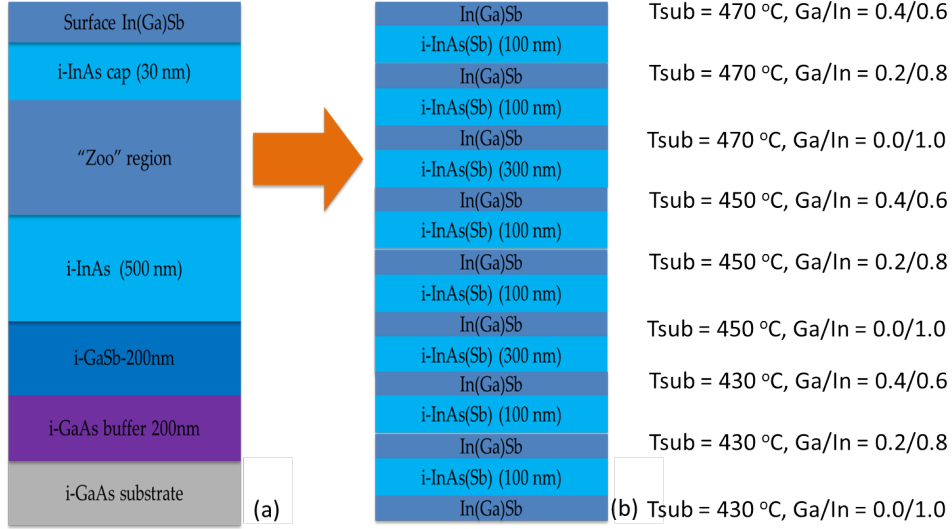 Surface In(Ga)Sb
i-InAs cap (30 nm)
“Zoo” region
i-InAs (500 nm)
i-GaSb-200nm
i-GaAs buffer 200nm
i-GaAs substrate
(a)
In(Ga)Sb
i-InAs(Sb) (100 nm)
In(Ga)Sb
i-InAs(Sb) (100 nm)
In(Ga)Sb
i-InAs(Sb) (300 nm)
In(Ga)Sb
i-InAs(Sb) (100 nm)
In(Ga)Sb
i-InAs(Sb) (100 nm)
In(Ga)Sb
i-InAs(Sb) (300 nm)
In(Ga)Sb
i-InAs(Sb) (100 nm)
In(Ga)Sb
i-InAs(Sb) (100 nm)
In(Ga)Sb
(b)
Tsub = 470 °C, Ga/In = 0.4/0.6
Tsub = 470 °C, Ga/In = 0.2/0.8
Tsub = 470 °C, Ga/In = 0.0/1.0
Tsub = 450 °C, Ga/In = 0.4/0.6
Tsub = 450 °C, Ga/In = 0.2/0.8
Tsub = 450 °C, Ga/In = 0.0/1.0
Tsub = 430 °C, Ga/In = 0.4/0.6
Tsub = 430 °C, Ga/In = 0.2/0.8
Tsub = 430 °C, Ga/In = 0.0/1.0